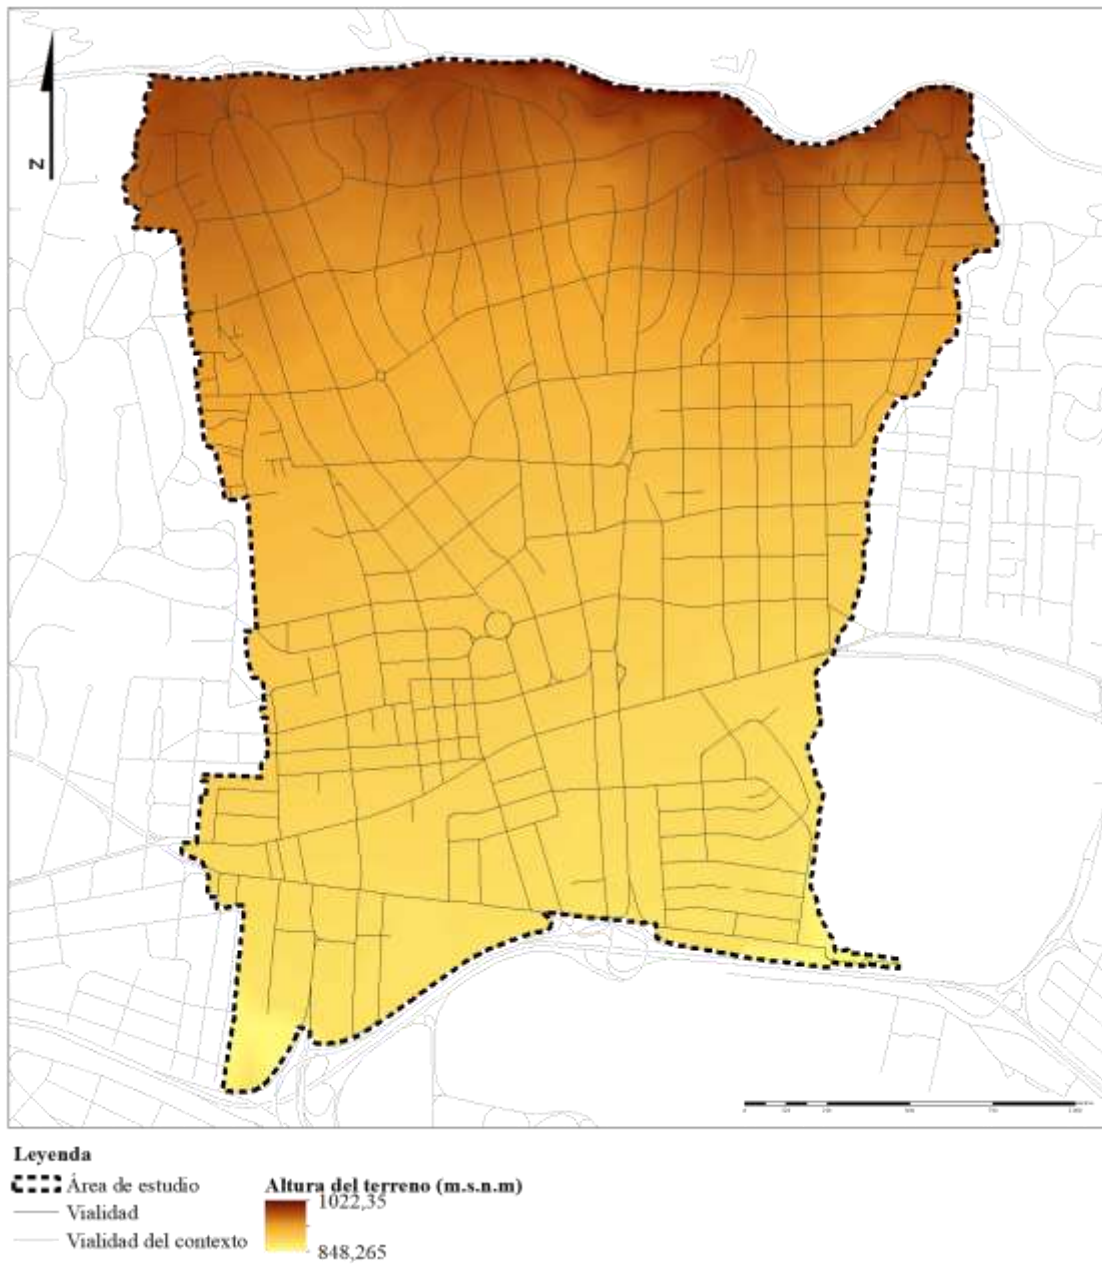 N
Leyenda
Área de estudio
Vialidad
Vialidad del contexto
Altura del terreno (m.s.n.m)
1022,35
848,265